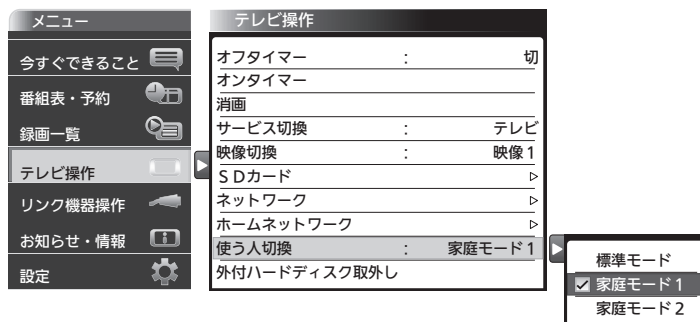 メニュー
今すぐできること
番組表・予約
録画一覧
テレビ操作
リンク機器操作
お知らせ・情報
設定
テレビ操作
オフタイマー : 切
オンタイマー
消画
サービス切換 : テレビ
映像切換 : 映像1
SDカード
ネットワーク
ホームネットワーク
使う人切換 : 家庭モード1
外付ハードディスク取外し
標準モード
家庭モード1
家庭モード2